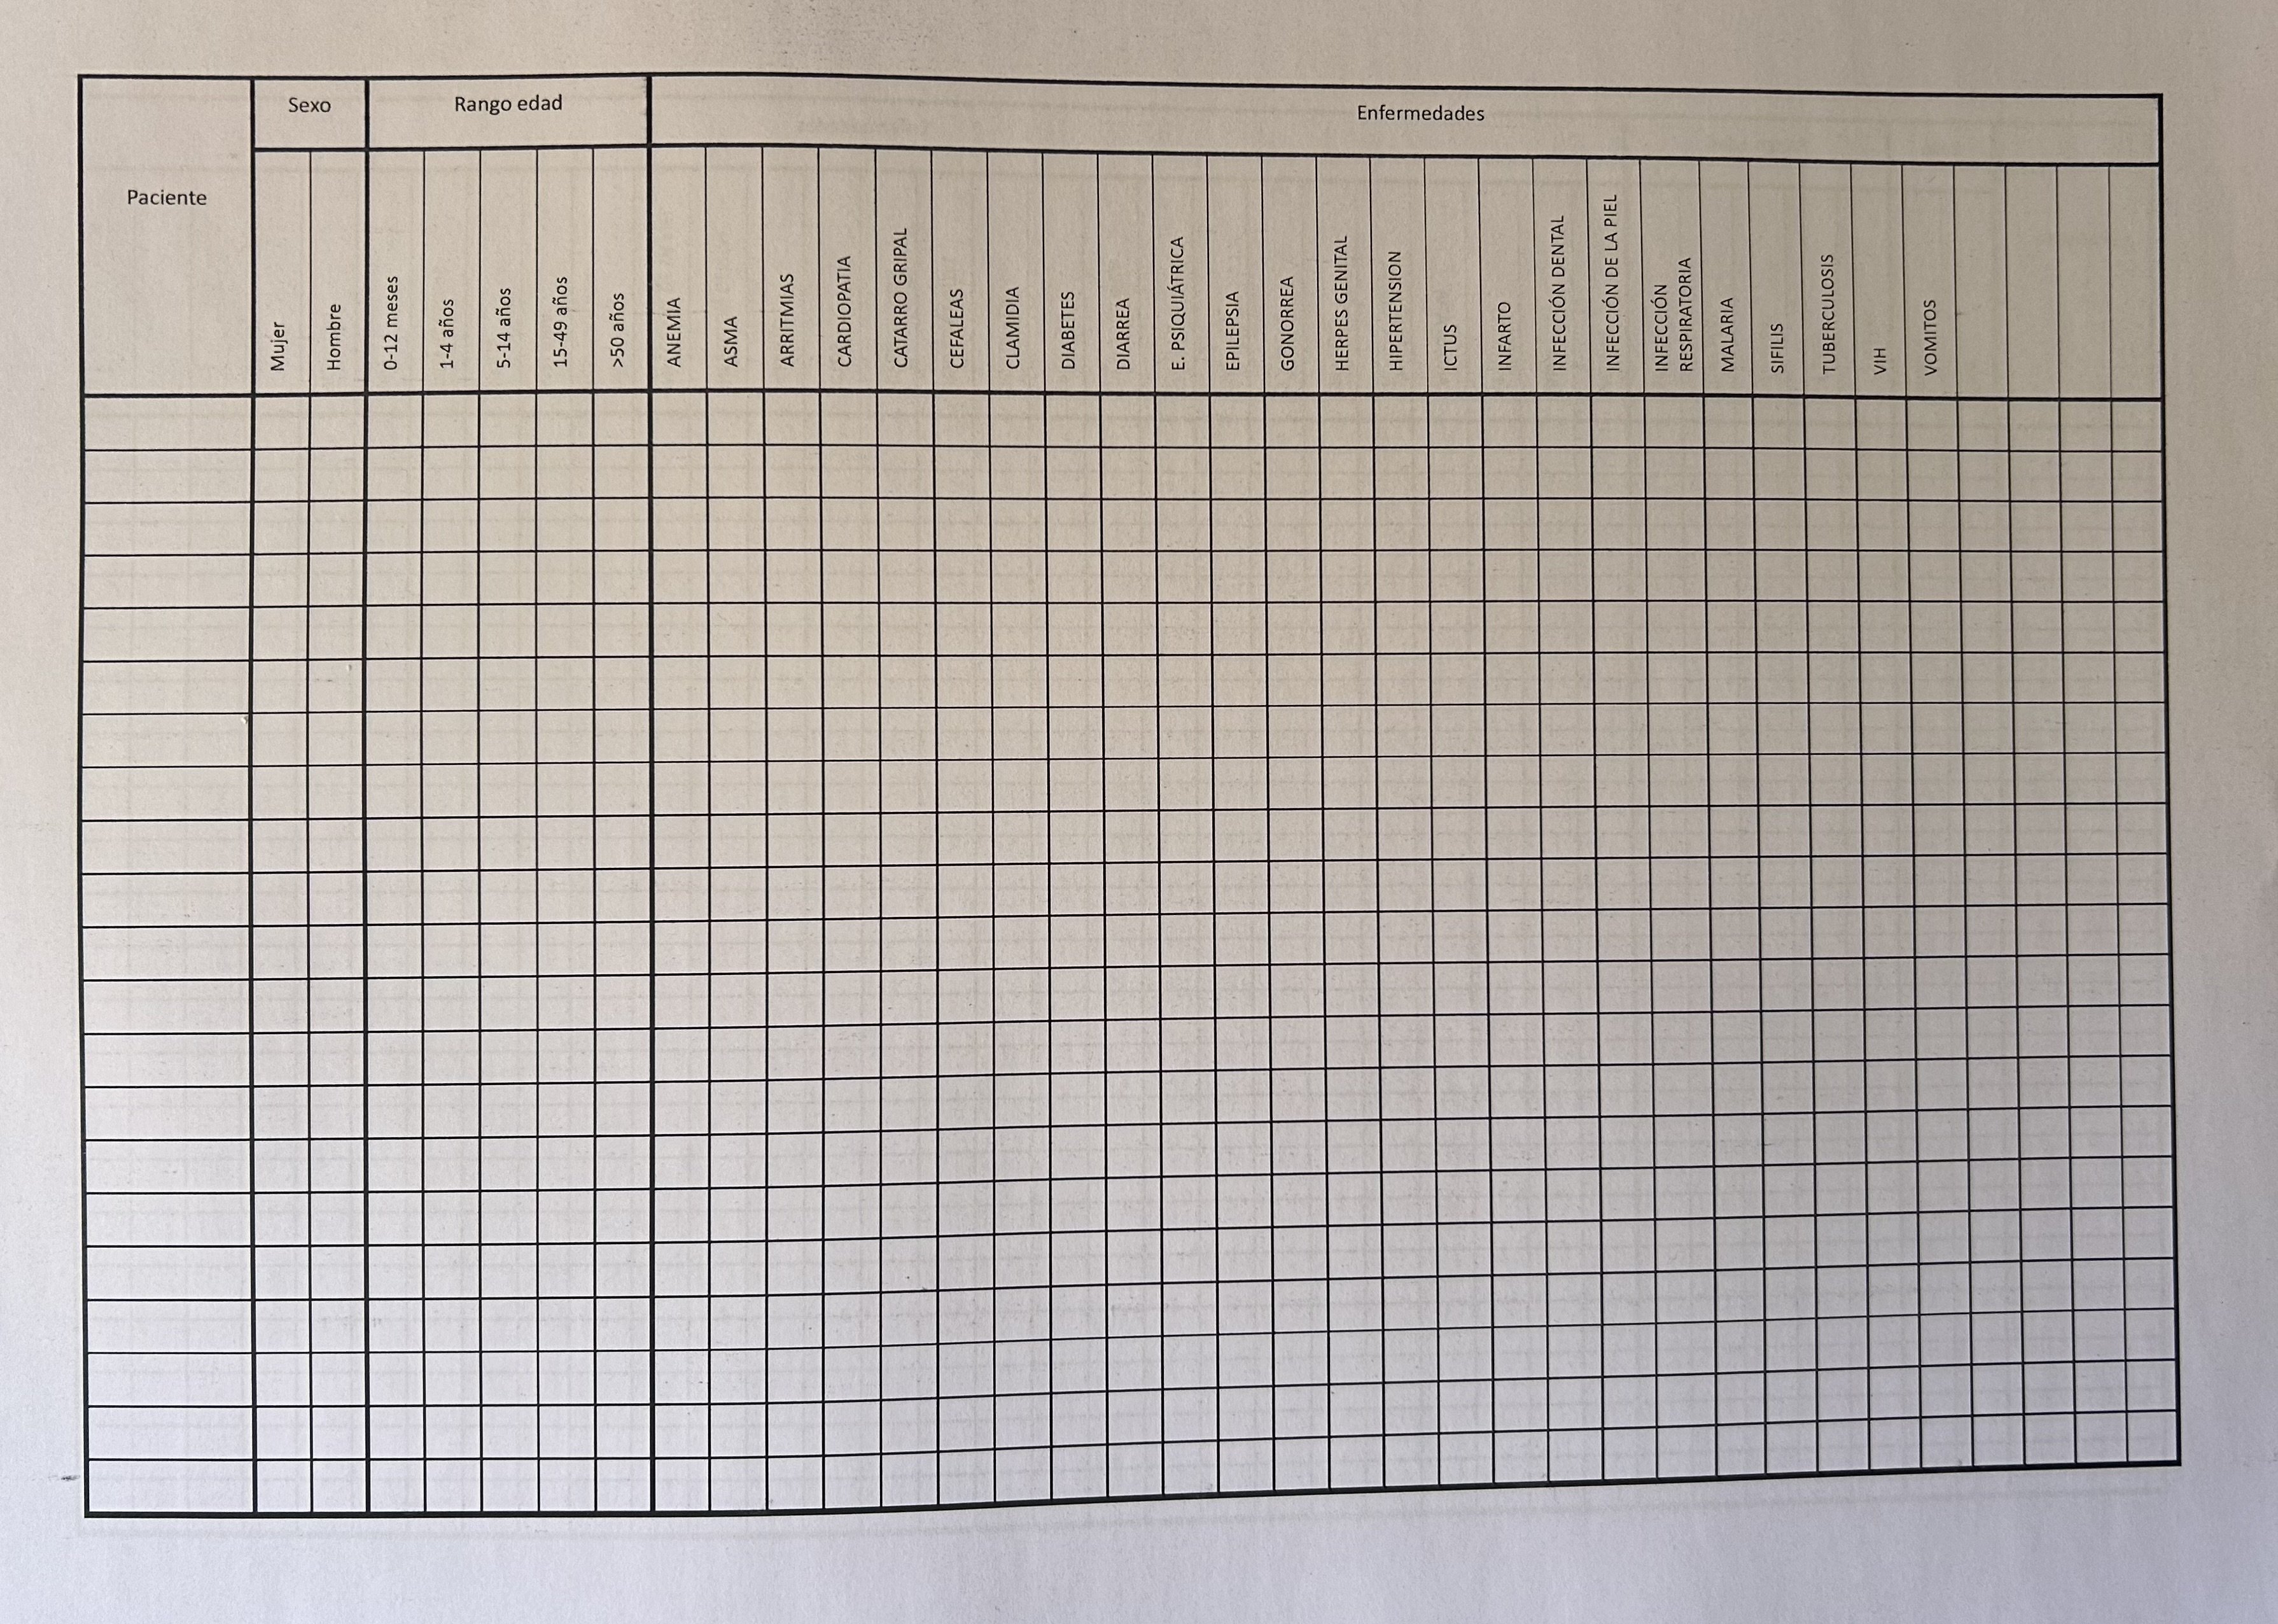 Paciente
Sexo
Rango edad
Enfermedades
Mujer
Hombre
0-12 meses
1-4 años
5-14 años
15-49 años
>50 años
ANEMIA
ASMA
ARRITMIAS
CARDIOPATIA
CATARRO GRIPAL
CEFALEAS
CLAMIDIA
DIABETES
DIARREA
E. PSIQUIÁTRICA
EPILEPSIA
GONORREA
HERPES GENITAL
HIPERTENSION
ICTUS
INFARTO
INFECCIÓN DENTAL
INFECCIÓN DE LA PIEL
INFECCIÓN
RESPIRATORIA
MALARIA
SIFILIS
TUBERCULOSIS
VIH
VOMITOS